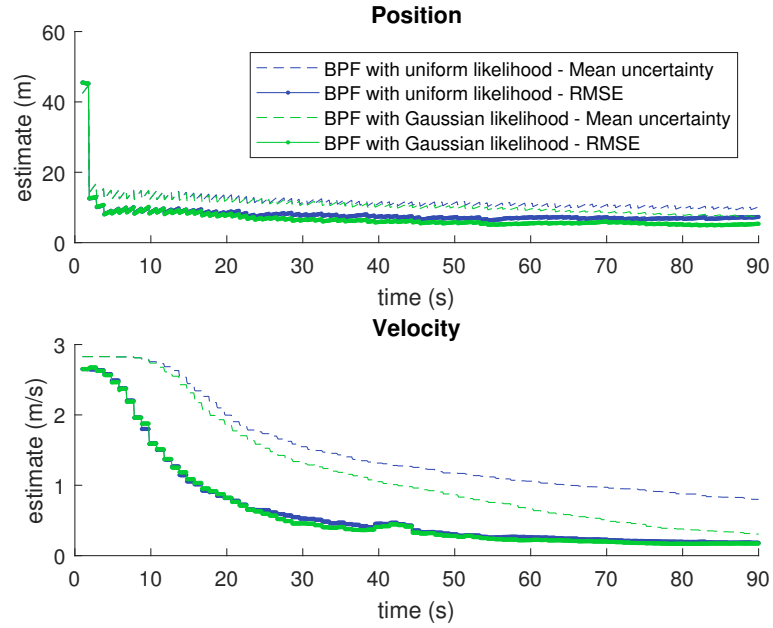 Position
60
40
20
0
estimate (m)
BPF with uniform likelihood - Mean uncertainty
BPF with uniform likelihood - RMSE
BPF with Gaussian likelihood - Mean uncertainty
BPF with Gaussian likelihood - RMSE
0 10 20 30 40 50 60 70 80 90
time (s)
Velocity
3
2
1
0
estimate (m/s)
0 10 20 30 40 50 60 70 80 90
time (s)